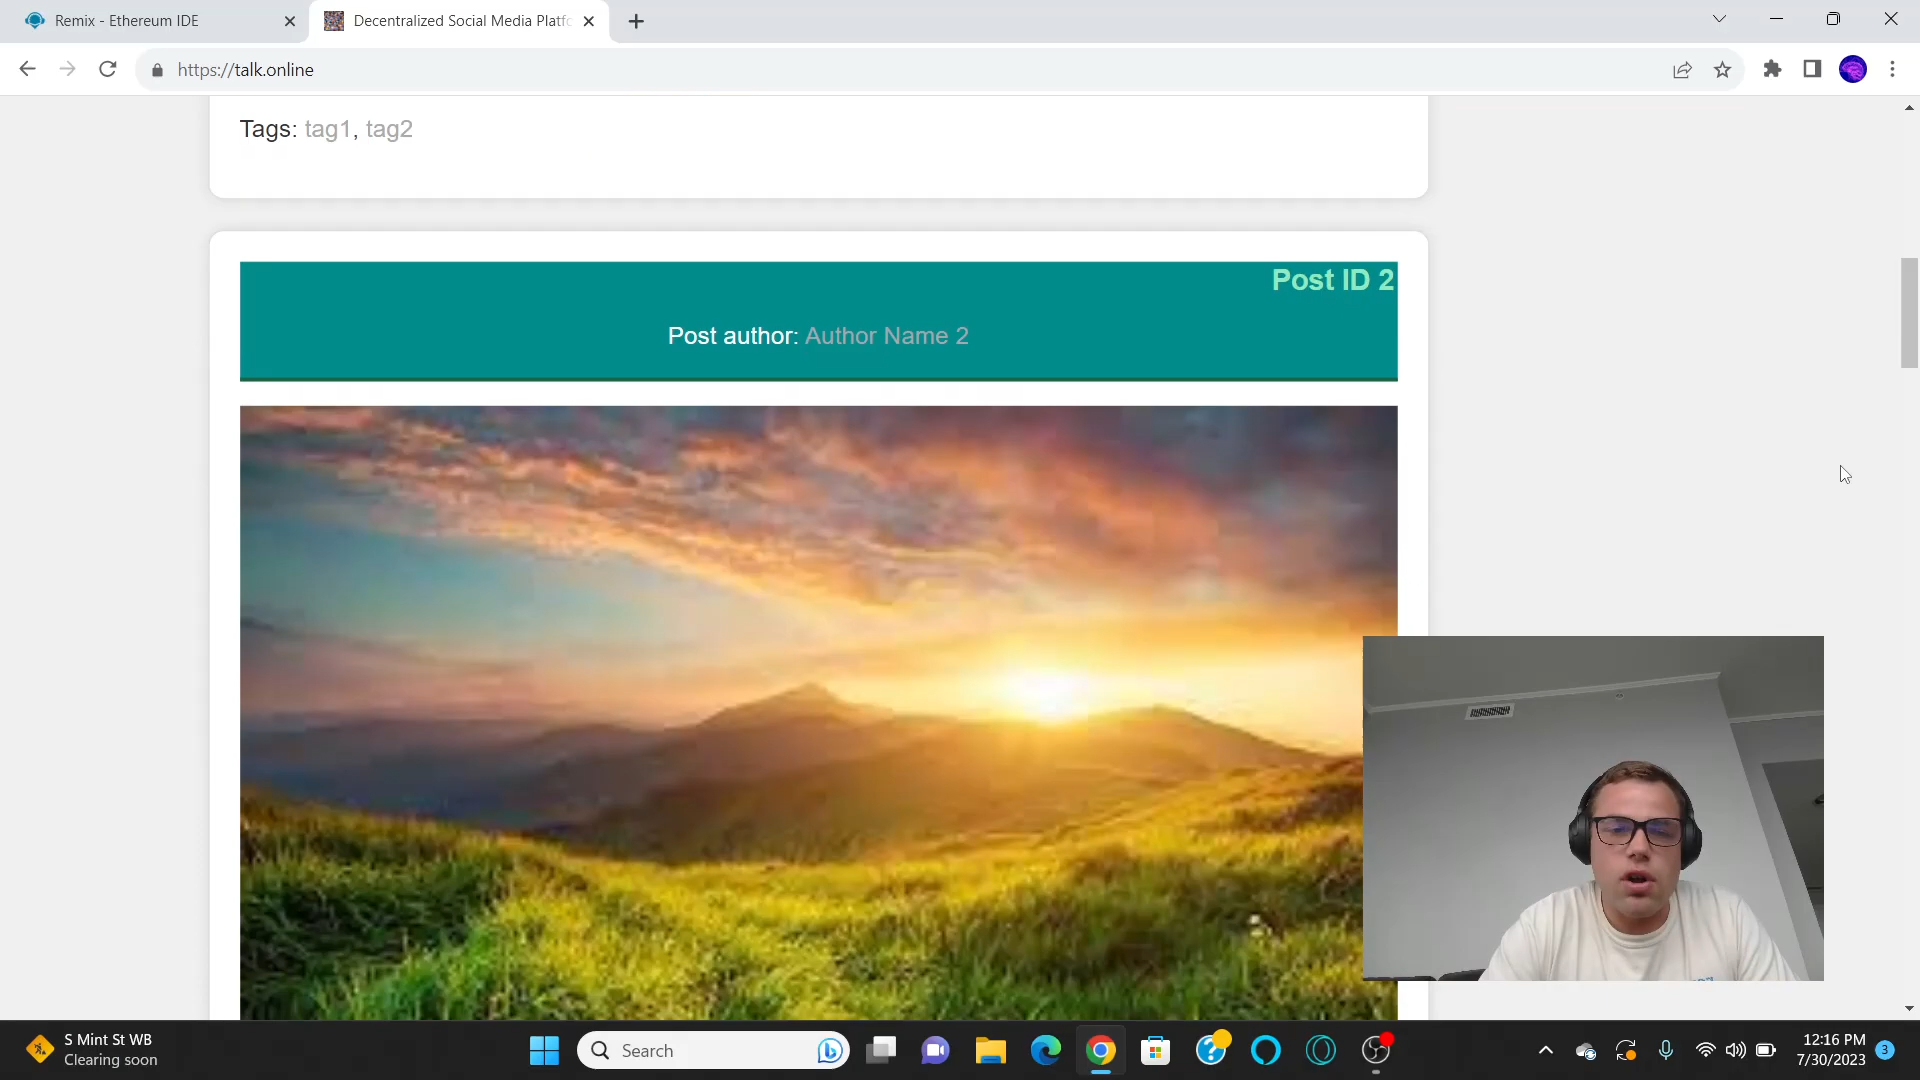 Remix - Ethereum IDE
Decentralized Social Media Platfo
https://talk.online
Tags: tag1, tag2
Post ID 2
Post author: Author Name 2
S Mint St WB
Clearing soon
Search
12:16 PM
7/30/2023
3